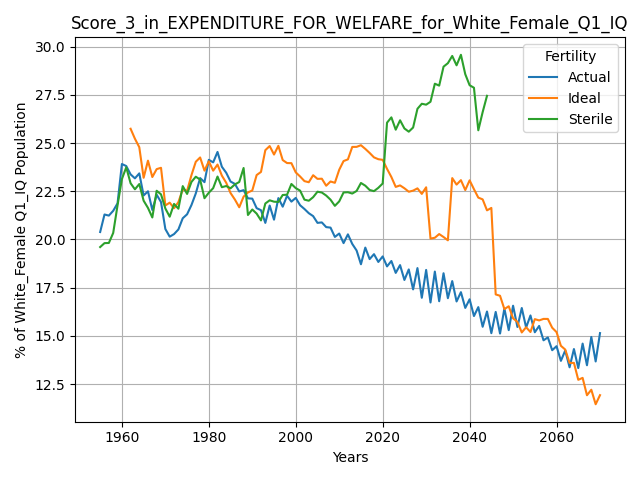 Score_3_in_EXPENDITURE_FOR_WELFARE_for_White_Female_Q1_IQ
% of White_Female Q1_IQ Population
30.0
27.5
25.0
22.5
20.0
17.5
15.0
12.5
Fertility
Actual
Ideal
Sterile
1960 1980 2000 2020 2040 2060
Years